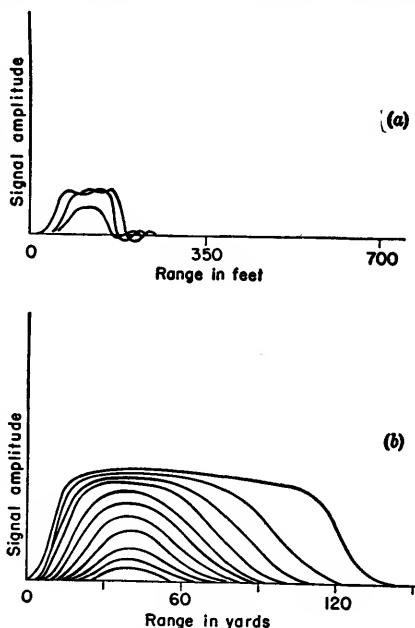 Signal amplitude
(a)
0 350 700
Range in feet
Signal amplitude
(b)
0 60 120
Range in yards